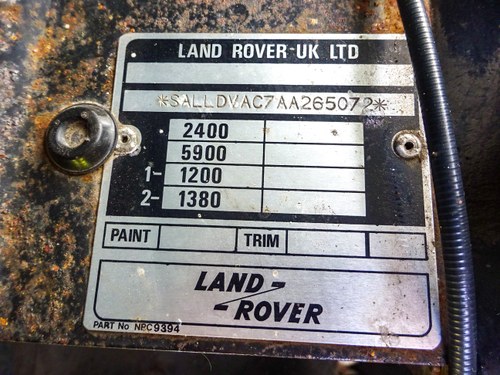 LAND ROVER-UK LTD
*SALLDVAC7AA265072*
2400
5900
1- 1200
2- 1380
PAINT TRIM
LAND-
-ROVER
PART No NPC9394